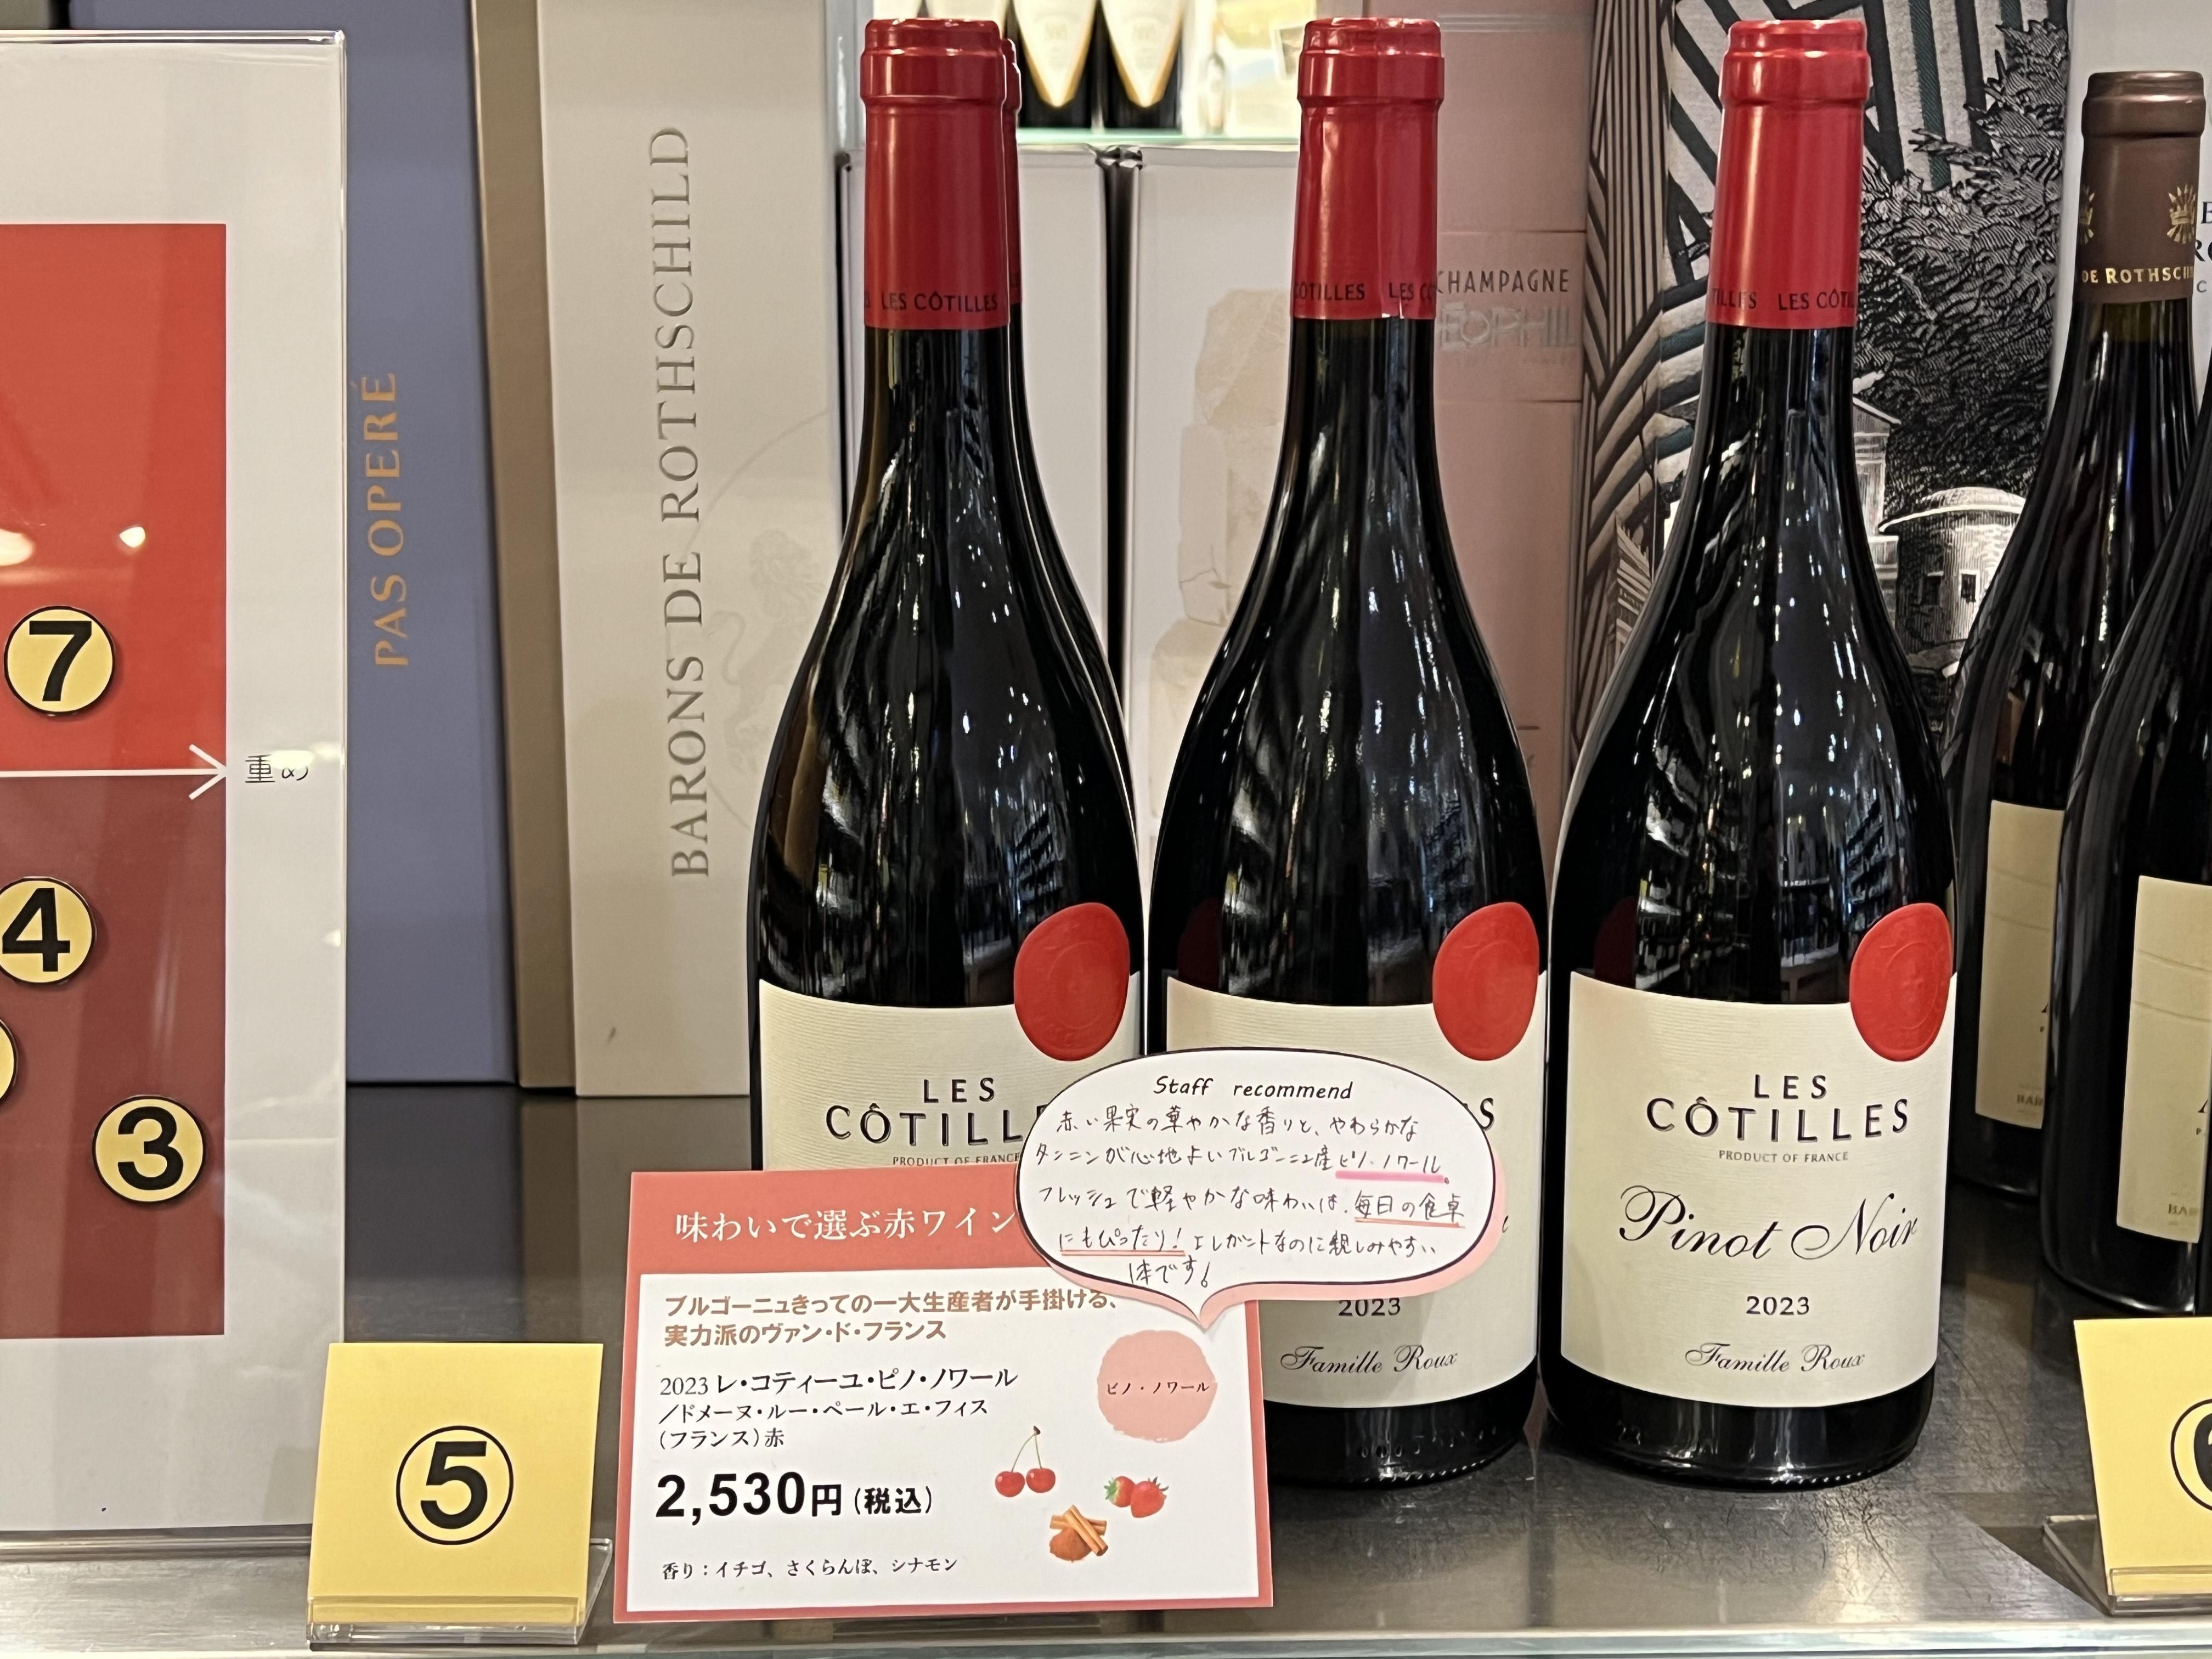 7
重め
4
3
PAS OPERÉ
BARONS DE ROTHSCHILD
LES CÔTILLES
CÔTILLES LES CÔ
TILLES LES CÔTIL
CHAMPAGNE
DE ROTHSC
LES
CÔTILL
PRODUCT OF FRANCE
LES
CÔTILLES
PRODUCT OF FRANCE
Pinot Noir
2023
Famille Roux
2023
Famille Roux
Staff recommend
赤い果実の華やかな香りと、やわらかな
タンニンが心地よいブルゴーニュ産ピノ・ノワール。
フレッシュで軽やかな味わいは、毎日の食卓
にもぴったり!エレガントなのに親しみやすい
1本です!
味わいで選ぶ赤ワイン
ブルゴーニュきっての一大生産者が手掛ける、
実力派のヴァン・ド・フランス
2023 レ・コティーユ・ピノ・ノワール
/ドメーヌ・ルー・ペール・エ・フィス
(フランス)赤
ピノ・ノワール
2,530円(税込)
香り:イチゴ、さくらんぼ、シナモン
5